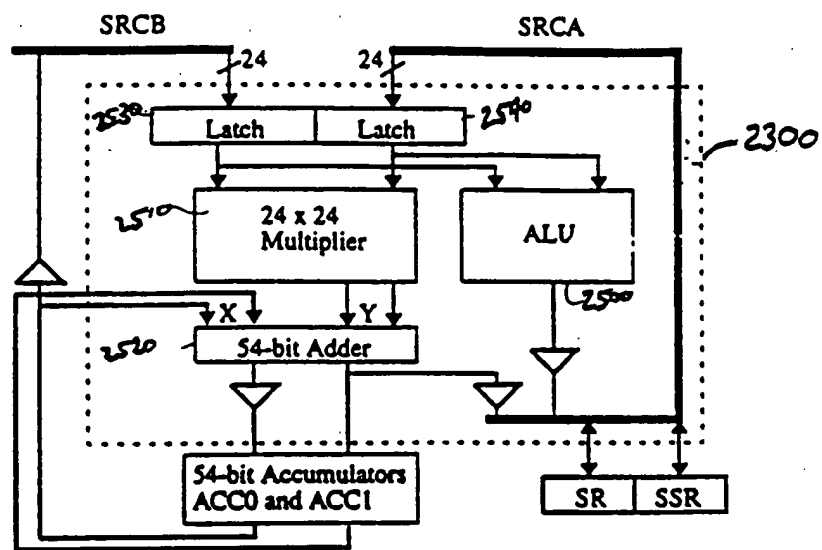 SRCB
SRCA
24
24
2530
Latch
Latch
2540
2300
2510
24 x 24
Multiplier
ALU
2500
X
Y
2520
54-bit Adder
54-bit Accumulators
ACC0 and ACC1
SR
SSR